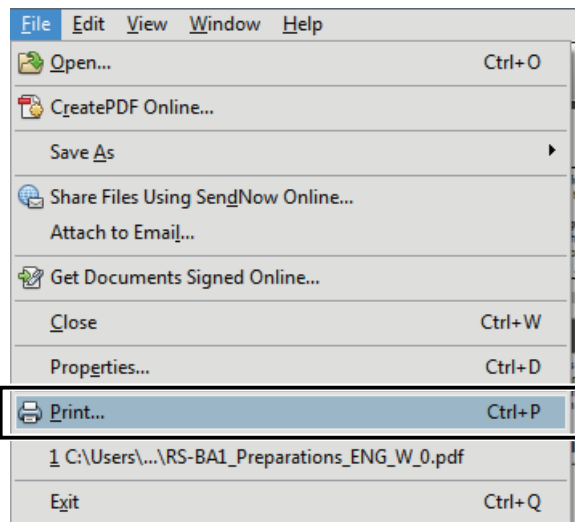 File Edit View Window Help
Open... Ctrl+O
CreatePDF Online...
Save As
Share Files Using SendNow Online...
Attach to Email...
Get Documents Signed Online...
Close Ctrl+W
Properties... Ctrl+D
Print... Ctrl+P
1 C:\Users\...\RS-BA1_Preparations_ENG_W_0.pdf
Exit Ctrl+Q